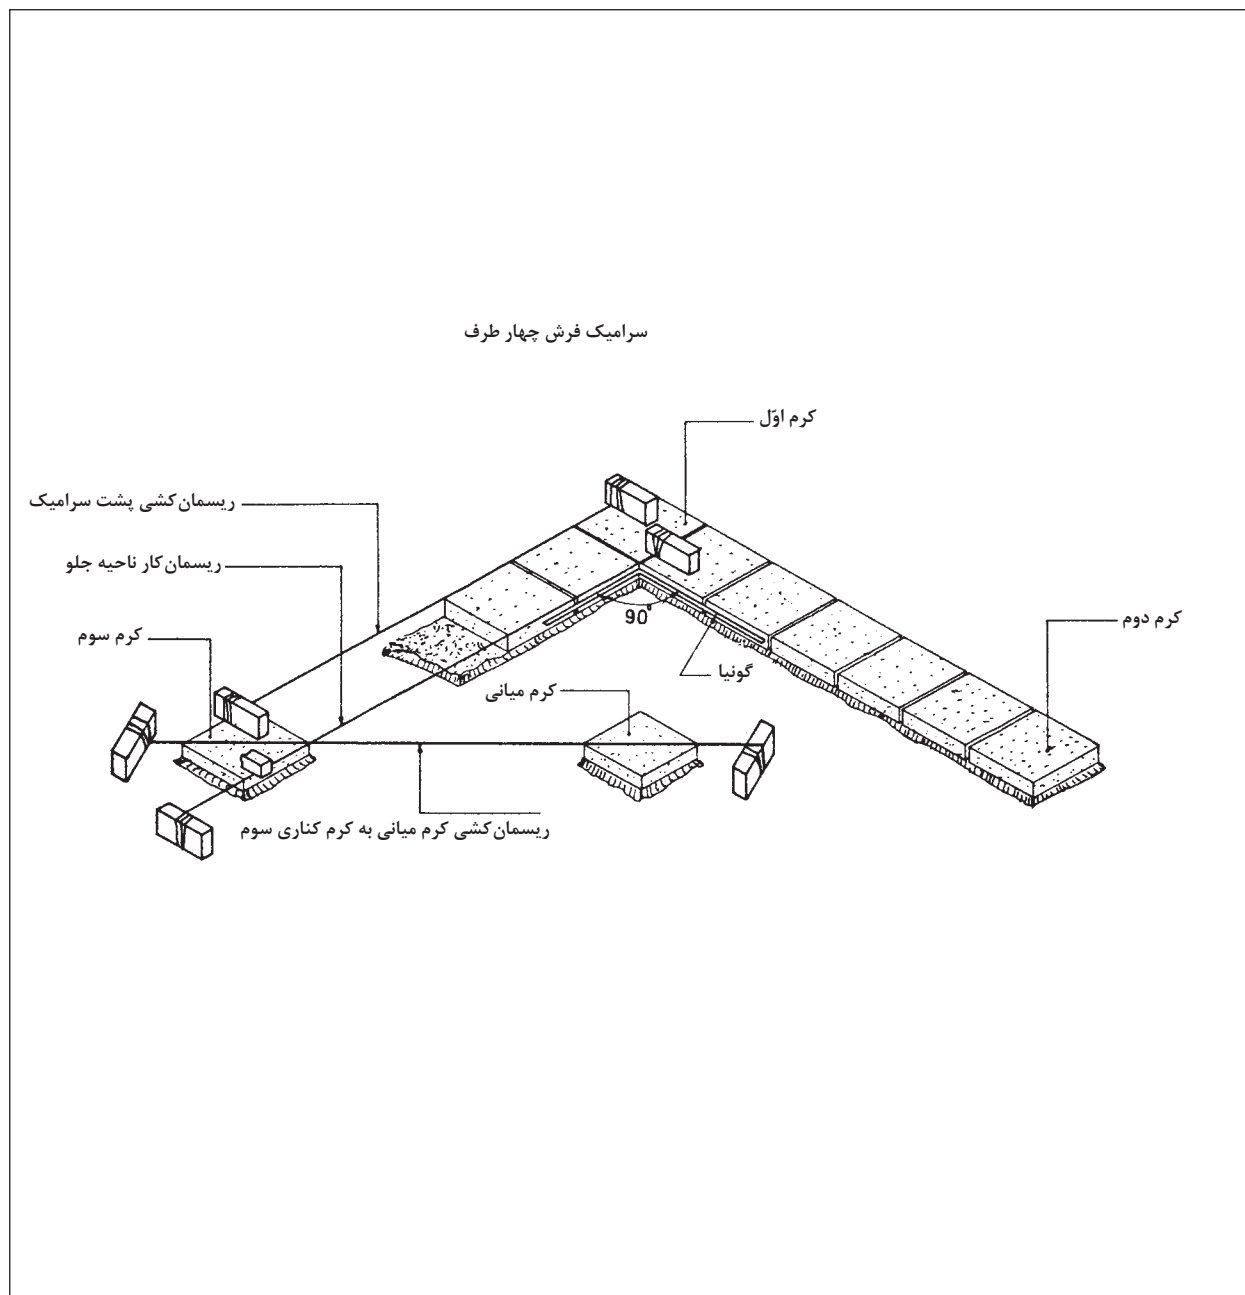 سرامیک فرش چهار طرف
کرم اوّل
ریسمان‌کشی پشت سرامیک
ریسمان‌کار ناحیه جلو
کرم دوم
90°
کرم سوم
گونیا
کرم میانی
ریسمان‌کشی کرم میانی به کرم کناری سوم